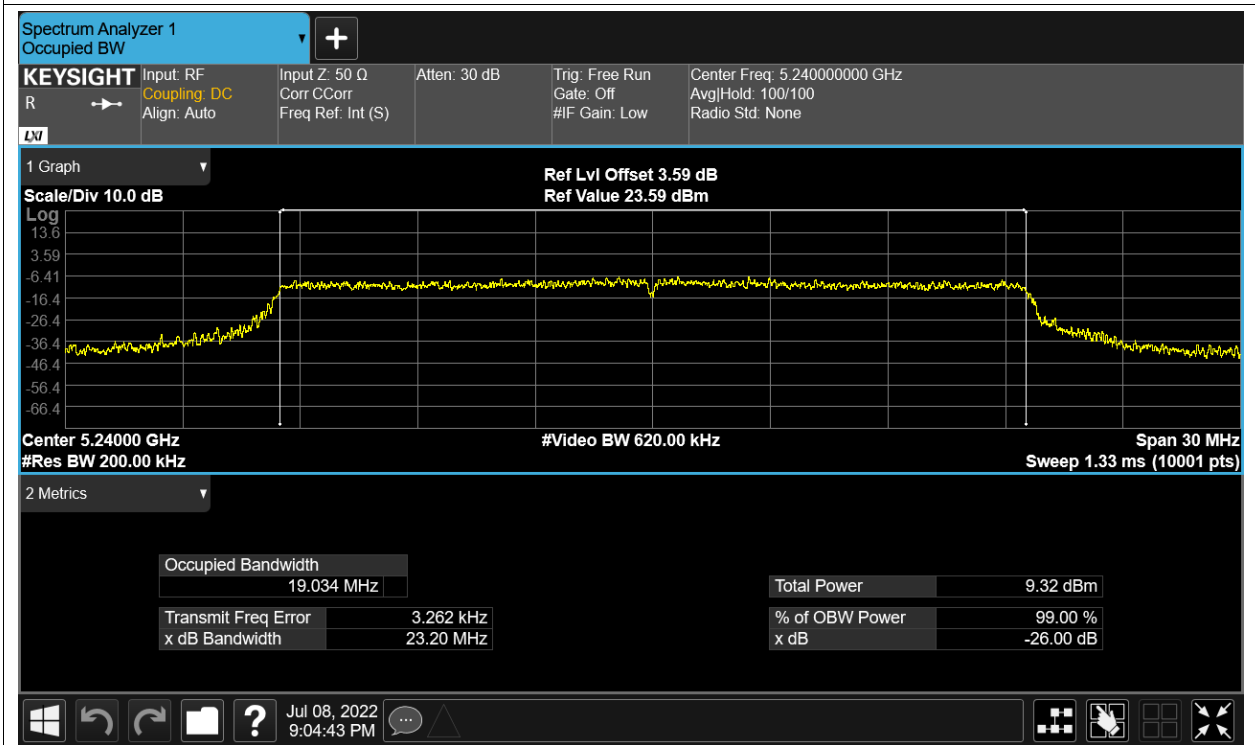 Spectrum Analyzer 1
Occupied BW
KEYSIGHT
R
LXI
Input: RF
Coupling: DC
Align: Auto
Input Z: 50 Ω
Corr CCorr
Freq Ref: Int (S)
Atten: 30 dB
Trig: Free Run
Gate: Off
#IF Gain: Low
Center Freq: 5.240000000 GHz
Avg|Hold: 100/100
Radio Std: None
1 Graph
Scale/Div 10.0 dB
Ref Lvl Offset 3.59 dB
Ref Value 23.59 dBm
Log
13.6
3.59
-6.41
-16.4
-26.4
-36.4
-46.4
-56.4
-66.4
Center 5.24000 GHz
#Res BW 200.00 kHz
#Video BW 620.00 kHz
Span 30 MHz
Sweep 1.33 ms (10001 pts)
2 Metrics
Occupied Bandwidth
19.034 MHz
Transmit Freq Error 3.262 kHz
x dB Bandwidth 23.20 MHz
Total Power 9.32 dBm
% of OBW Power 99.00 %
x dB -26.00 dB
?
Jul 08, 2022
9:04:43 PM